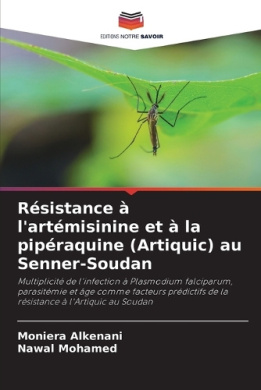 EDITIONS NOTRE SAVOIR
Résistance à
l'artémisinine et à la
pipéraquine (Artiquic) au
Senner-Soudan
Multiplicité de l'infection à Plasmodium falciparum,
parasitémie et âge comme facteurs prédictifs de la
résistance à l'Artiquic au Soudan
Moniera Alkenani
Nawal Mohamed